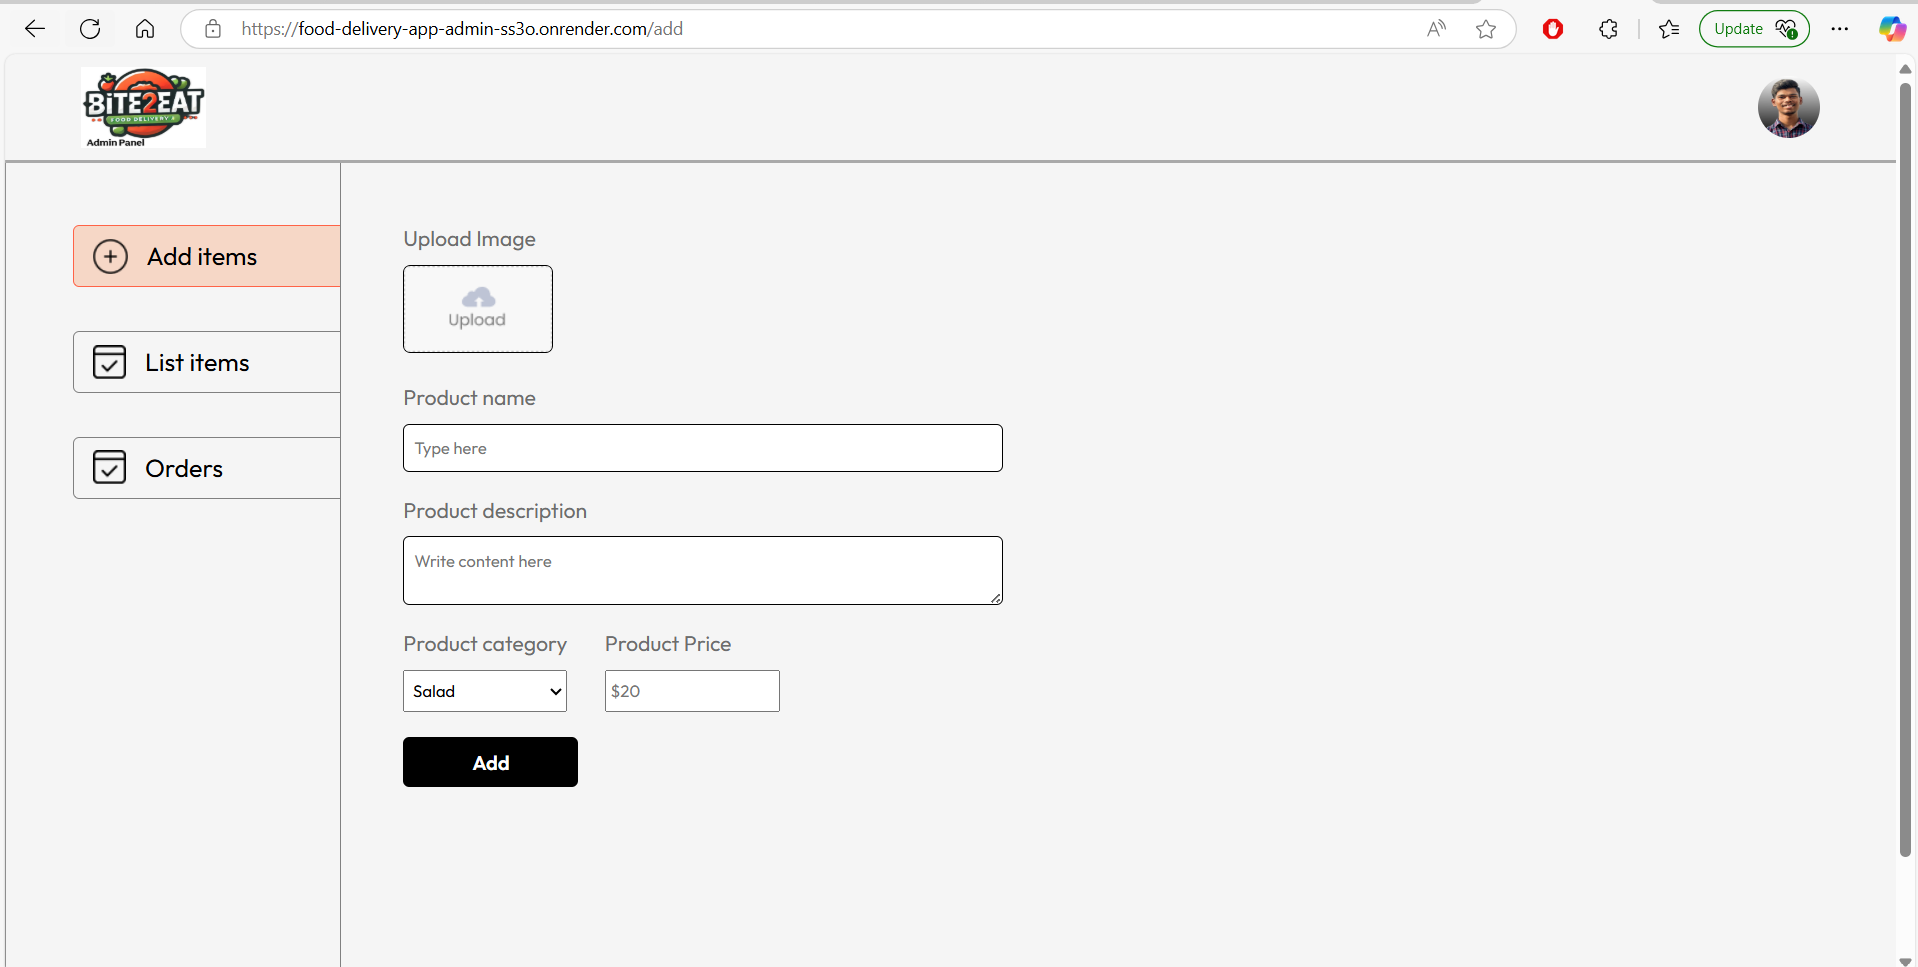 https://food-delivery-app-admin-ss3o.onrender.com/add
Update
BiTE2EAT
FOOD DELIVERY
Admin Panel
Add items
List items
Orders
Upload Image
Upload
Product name
Type here
Product description
Write content here
Product category
Product Price
Salad
$20
Add